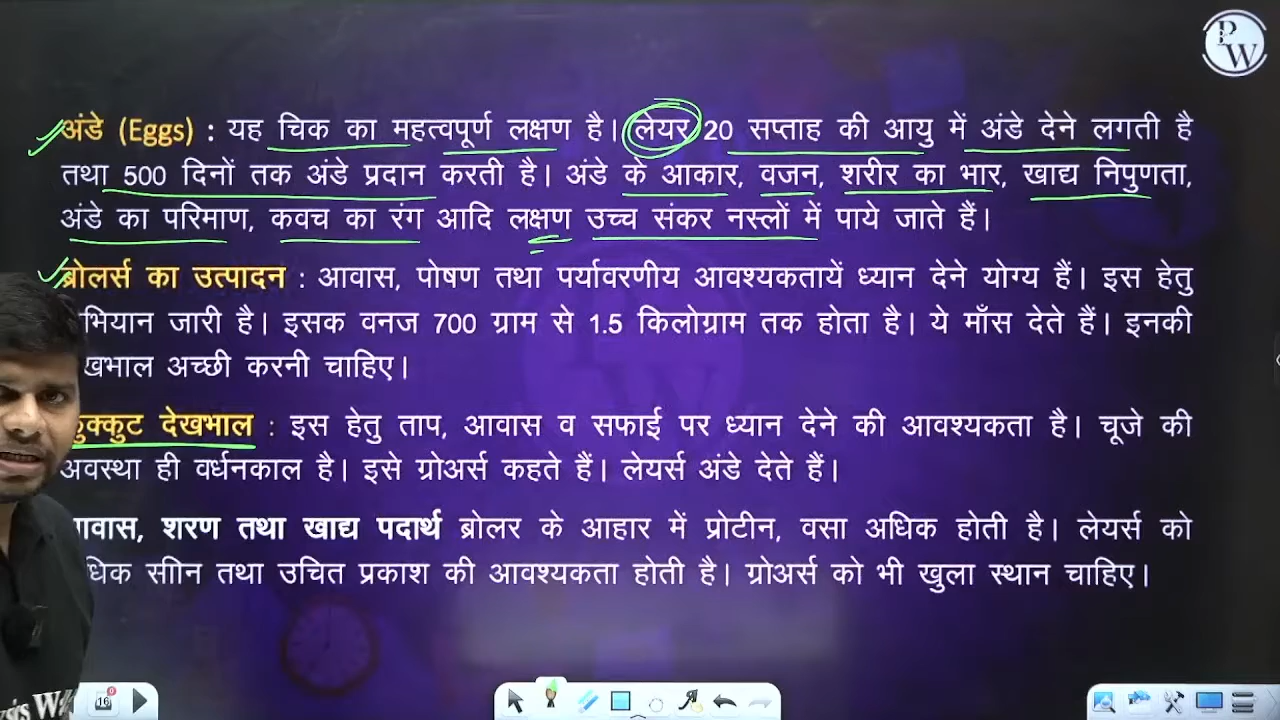 PW
अंडे (Eggs) : यह चिक का महत्वपूर्ण लक्षण है। लेयर 20 सप्ताह की आयु में अंडे देने लगती है
तथा 500 दिनों तक अंडे प्रदान करती है। अंडे के आकार, वजन, शरीर का भार, खाद्य निपुणता,
अंडे का परिमाण, कवच का रंग आदि लक्षण उच्च संकर नस्लों में पाये जाते हैं।
ब्रोलर्स का उत्पादन : आवास, पोषण तथा पर्यावरणीय आवश्यकतायें ध्यान देने योग्य हैं। इस हेतु
भियान जारी है। इसक वनज 700 ग्राम से 1.5 किलोग्राम तक होता है। ये माँस देते हैं। इनकी
खभाल अच्छी करनी चाहिए।
कुक्कुट देखभाल : इस हेतु ताप, आवास व सफाई पर ध्यान देने की आवश्यकता है। चूजे की
अवस्था ही वर्धनकाल है। इसे ग्रोअर्स कहते हैं। लेयर्स अंडे देते हैं।
वास, शरण तथा खाद्य पदार्थ ब्रोलर के आहार में प्रोटीन, वसा अधिक होती है। लेयर्स को
धिक साीन तथा उचित प्रकाश की आवश्यकता होती है। ग्रोअर्स को भी खुला स्थान चाहिए।
16